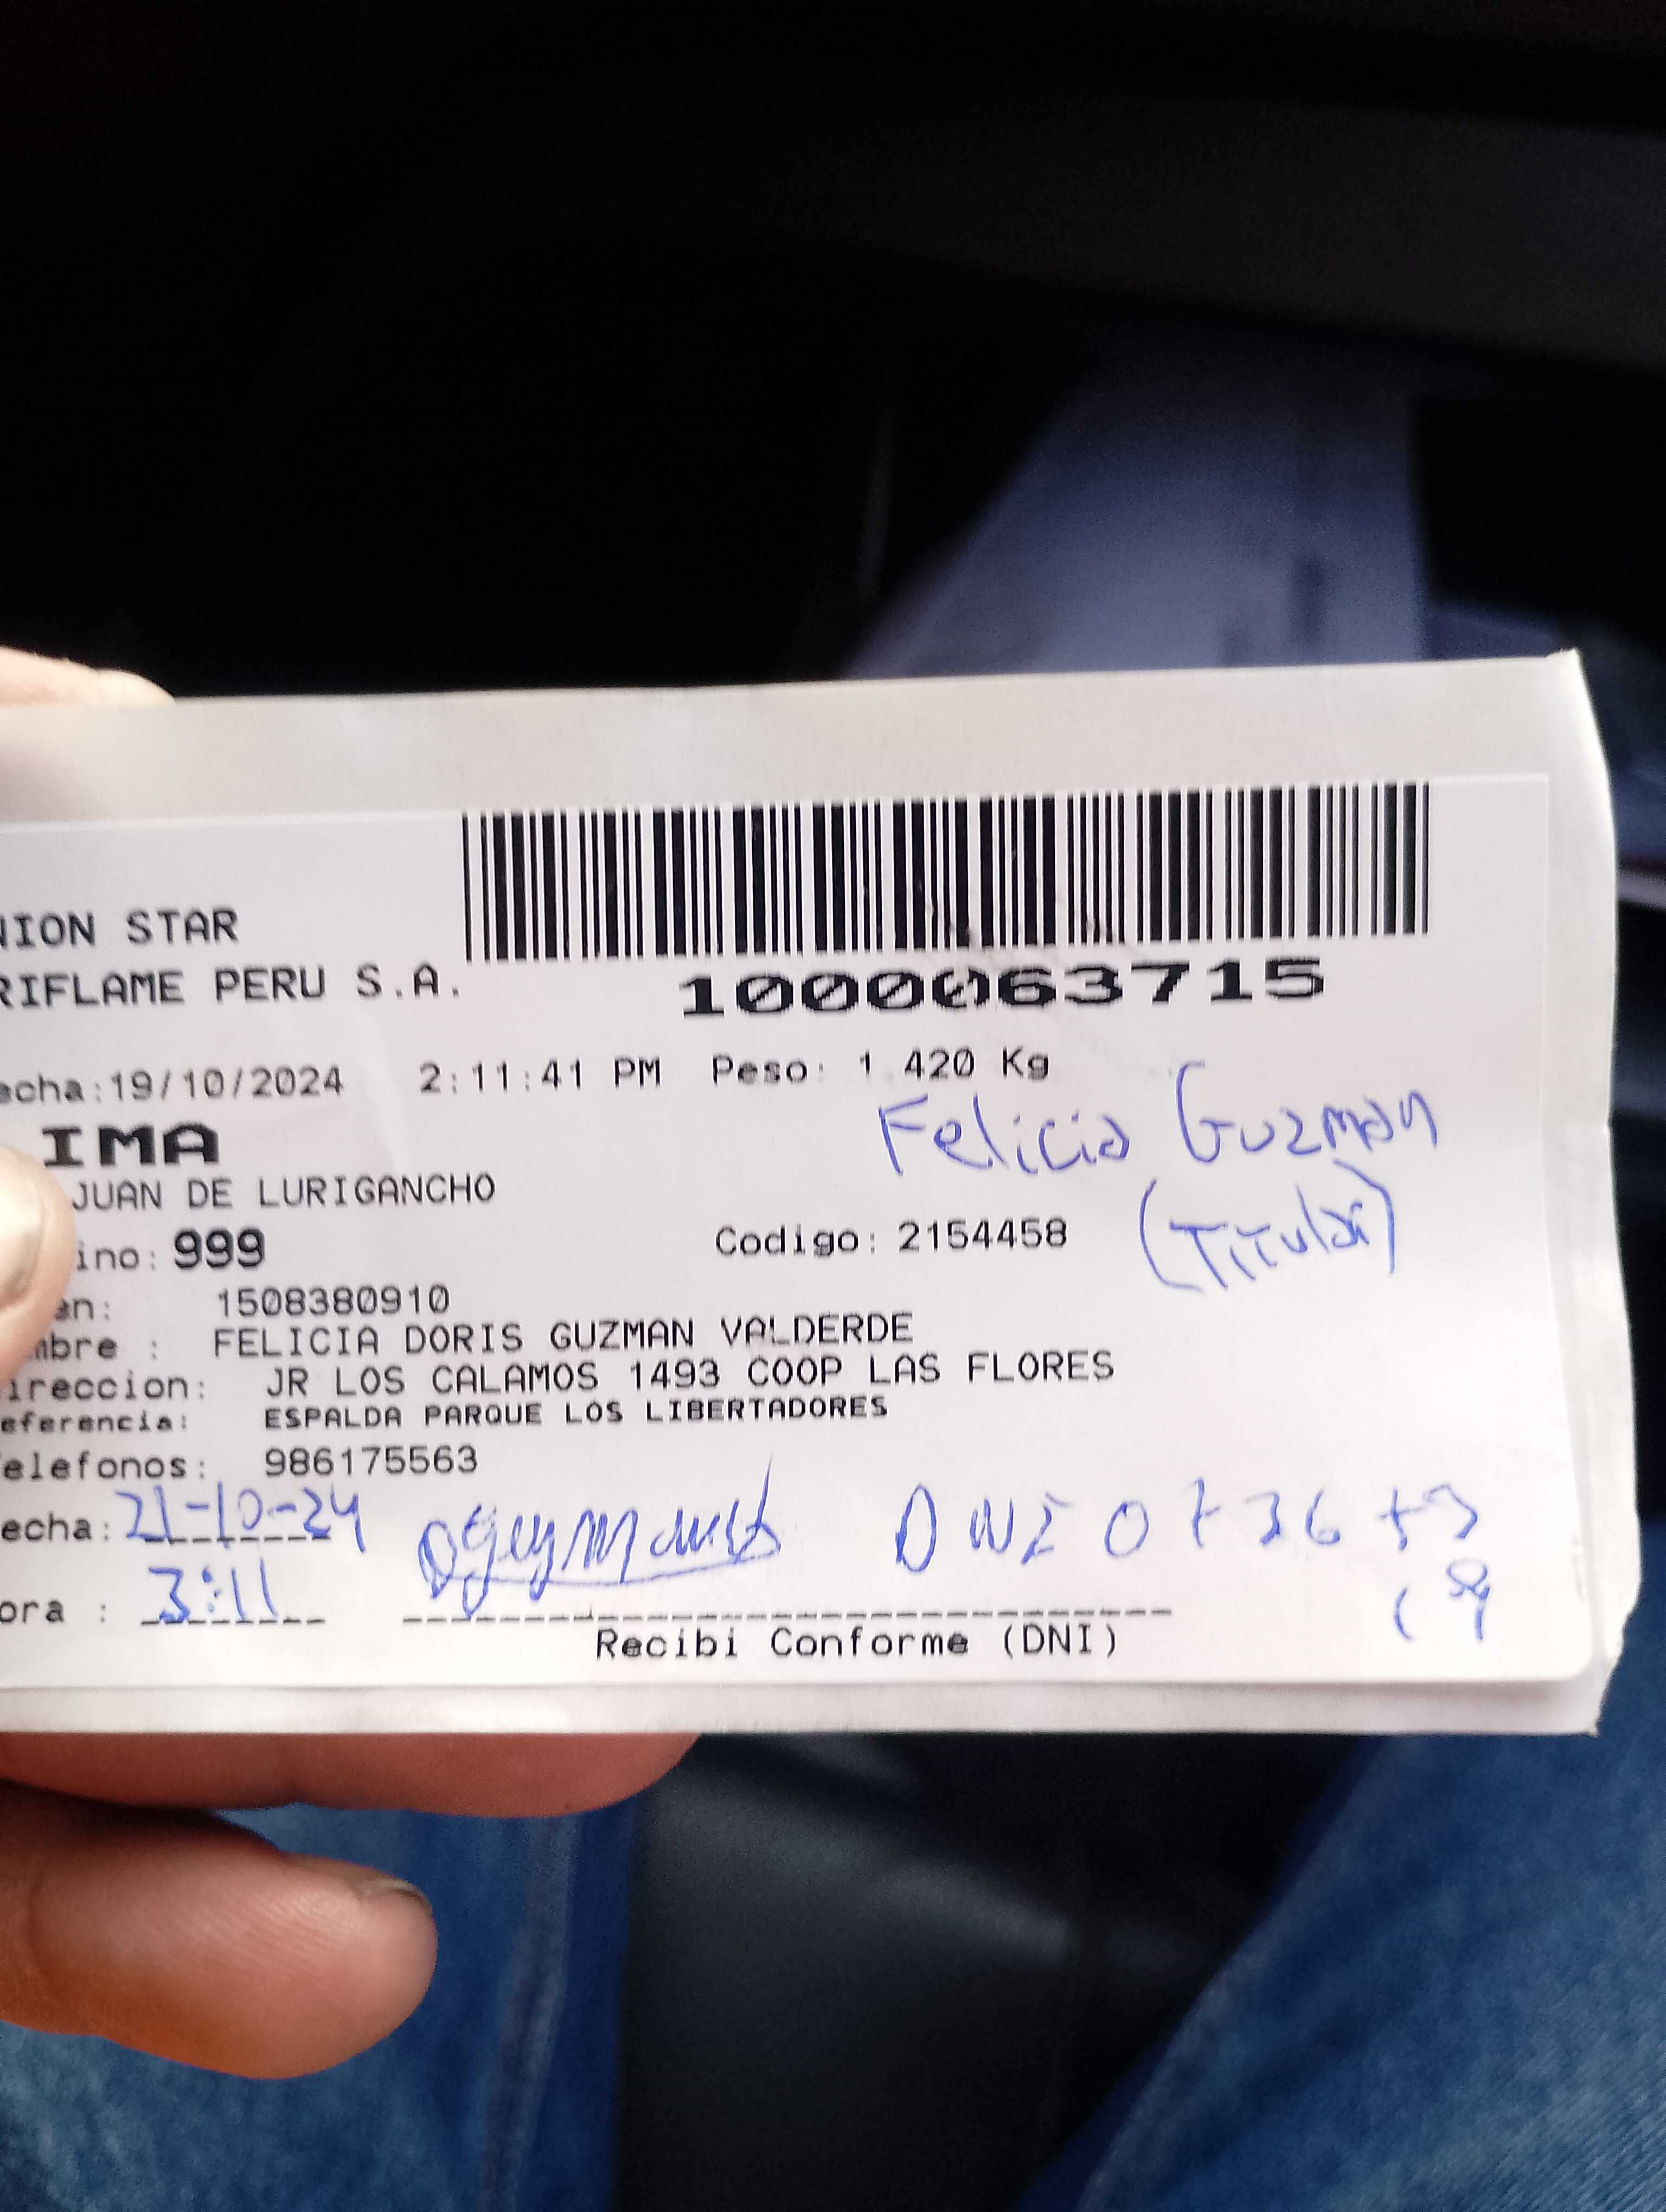 NION STAR
RIFLAME PERU S.A.
1000063715
echa:19/10/2024 2:11:41 PM Peso: 1.420 Kg
IMA
Felicia Guzman
JUAN DE LURIGANCHO
(Titular)
ino: 999 Codigo: 2154458
en: 1508380910
mbre : FELICIA DORIS GUZMAN VALDERDE
ireccion: JR LOS CALAMOS 1493 COOP LAS FLORES
eferencia: ESPALDA PARQUE LOS LIBERTADORES
elefonos: 986175563
echa: 21-10-24 DNI
ora : 3:11
Recibi Conforme (DNI)